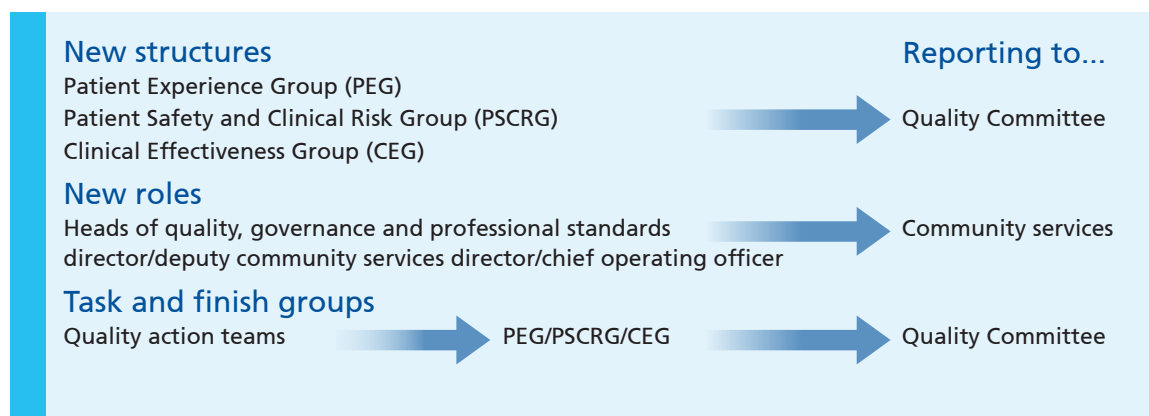 New structures
Reporting to...
Patient Experience Group (PEG)
Patient Safety and Clinical Risk Group (PSCRG)
Quality Committee
Clinical Effectiveness Group (CEG)
New roles
Heads of quality, governance and professional standards
Community services
director/deputy community services director/chief operating officer
Task and finish groups
Quality action teams
PEG/PSCRG/CEG
Quality Committee